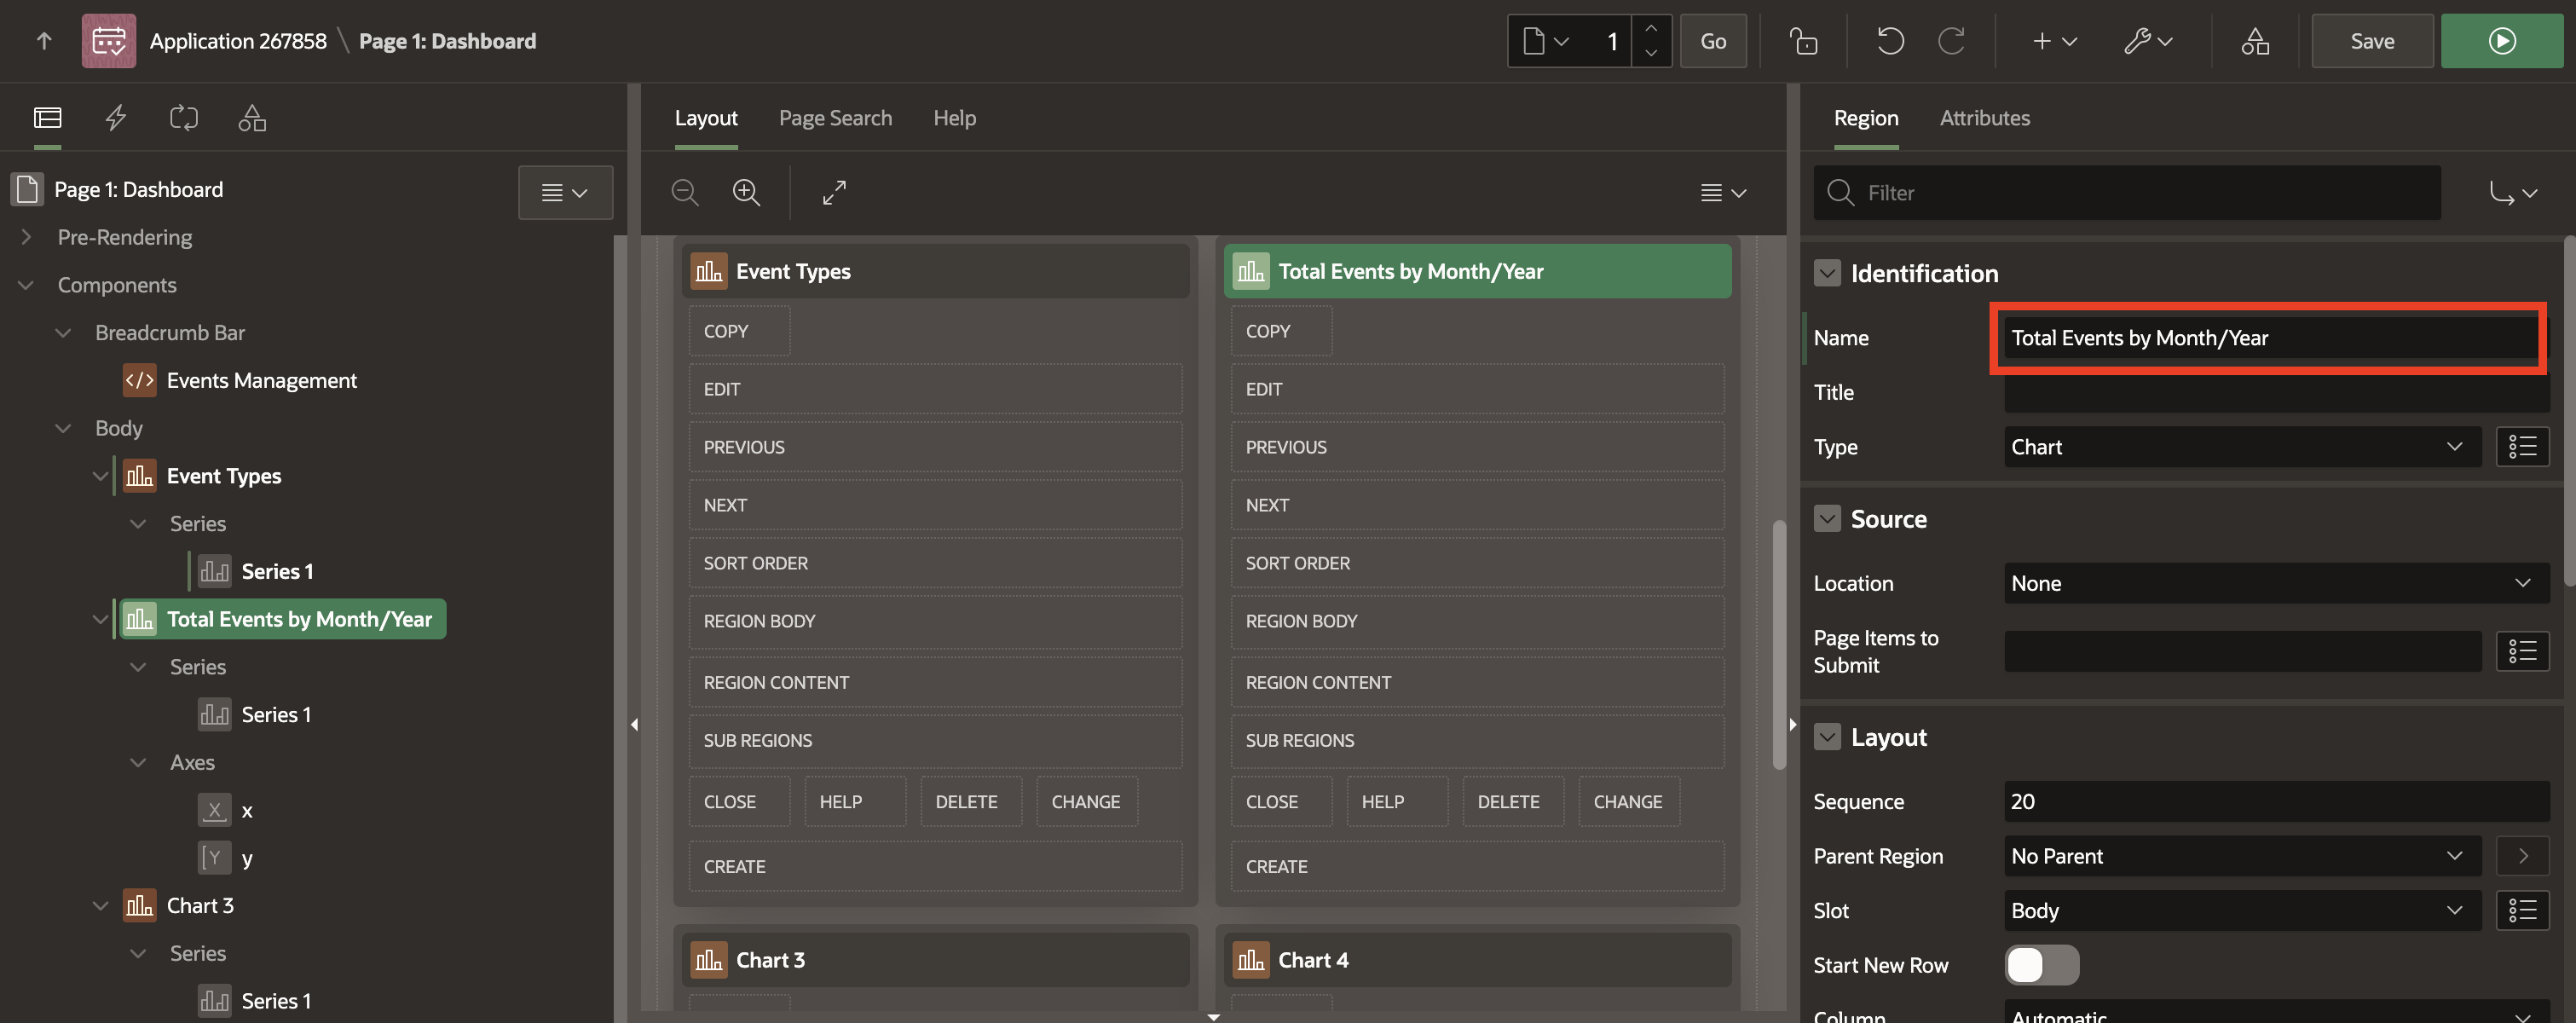 Application 267858 \ Page 1: Dashboard
1
Go
Save
Page 1: Dashboard
Pre-Rendering
Components
Breadcrumb Bar
</> Events Management
Body
Event Types
Series
Series 1
Total Events by Month/Year
Series
Series 1
Axes
X x
Y y
Chart 3
Series
Series 1
Layout Page Search Help
Event Types
COPY
EDIT
PREVIOUS
NEXT
SORT ORDER
REGION BODY
REGION CONTENT
SUB REGIONS
CLOSE HELP DELETE CHANGE
CREATE
Total Events by Month/Year
COPY
EDIT
PREVIOUS
NEXT
SORT ORDER
REGION BODY
REGION CONTENT
SUB REGIONS
CLOSE HELP DELETE CHANGE
CREATE
Chart 3
Chart 4
Region Attributes
Filter
Identification
Name Total Events by Month/Year
Title
Type Chart
Source
Location None
Page Items to
Submit
Layout
Sequence 20
Parent Region No Parent
Slot Body
Start New Row
Column Automatic